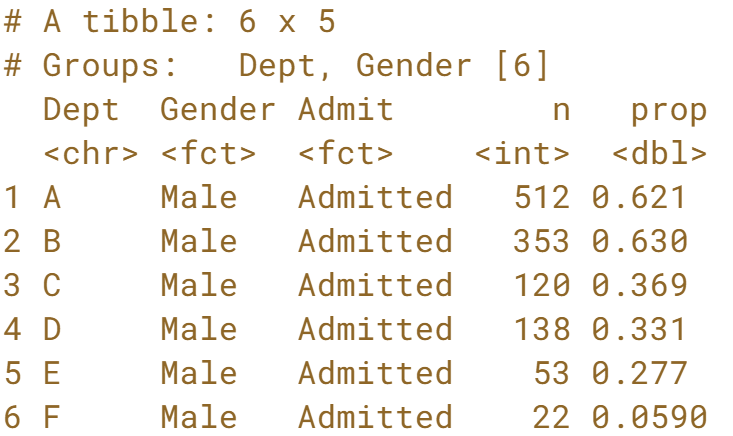 # A tibble: 6 x 5
# Groups:   Dept, Gender [6]
  Dept  Gender Admit        n   prop
  <chr> <fct>  <fct>    <int>  <dbl>
1 A     Male   Admitted   512 0.621
2 B     Male   Admitted   353 0.630
3 C     Male   Admitted   120 0.369
4 D     Male   Admitted   138 0.331
5 E     Male   Admitted    53 0.277
6 F     Male   Admitted    22 0.0590